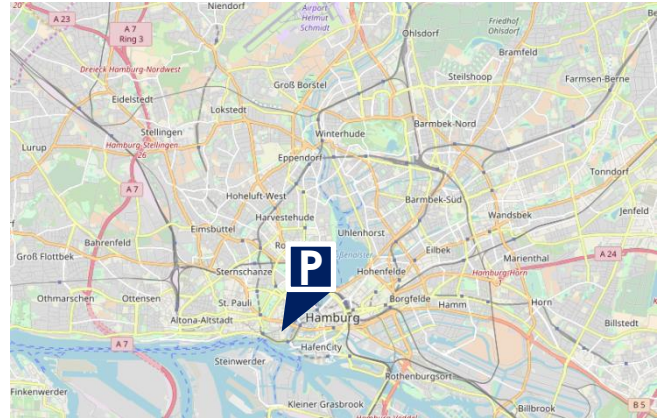 Niendorf
Airport
Helmut
Schmidt
Ohlsdorf
Friedhof
Ohlsdorf
A 23
A 7
Ring 3
Bramfeld
Dreieck Hamburg-Nordwest
Groß Borstel
Steilshoop
Farmsen-Berne
Eidelstedt
Lokstedt
Stellingen
Winterhude
Barmbek-Nord
Lurup
Hamburg-Stellingen
26
Eppendorf
Tonndorf
A 7
Hoheluft-West
Barmbek-Süd
Harvestehude
Wandsbek
Jenfeld
Eimsbüttel
Uhlenhorst
Bahrenfeld
Eilbek
Groß Flottbek
Marienthal
A 24
Sternschanze
P
Hohenfelde
Hamburg-Horn
Othmarschen
Ottensen
St. Pauli
Borgfelde
Hamm
Horn
Altona-Altstadt
Hamburg
Billstedt
A 7
HafenCity
Steinwerder
Rothenburgsort
Finkenwerder
Kleiner Grasbrook
Billbrook
B 5